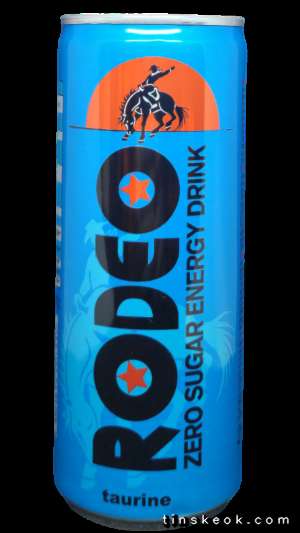 RODEO
ZERO SUGAR ENERGY DRINK
taurine
tinskeok.com